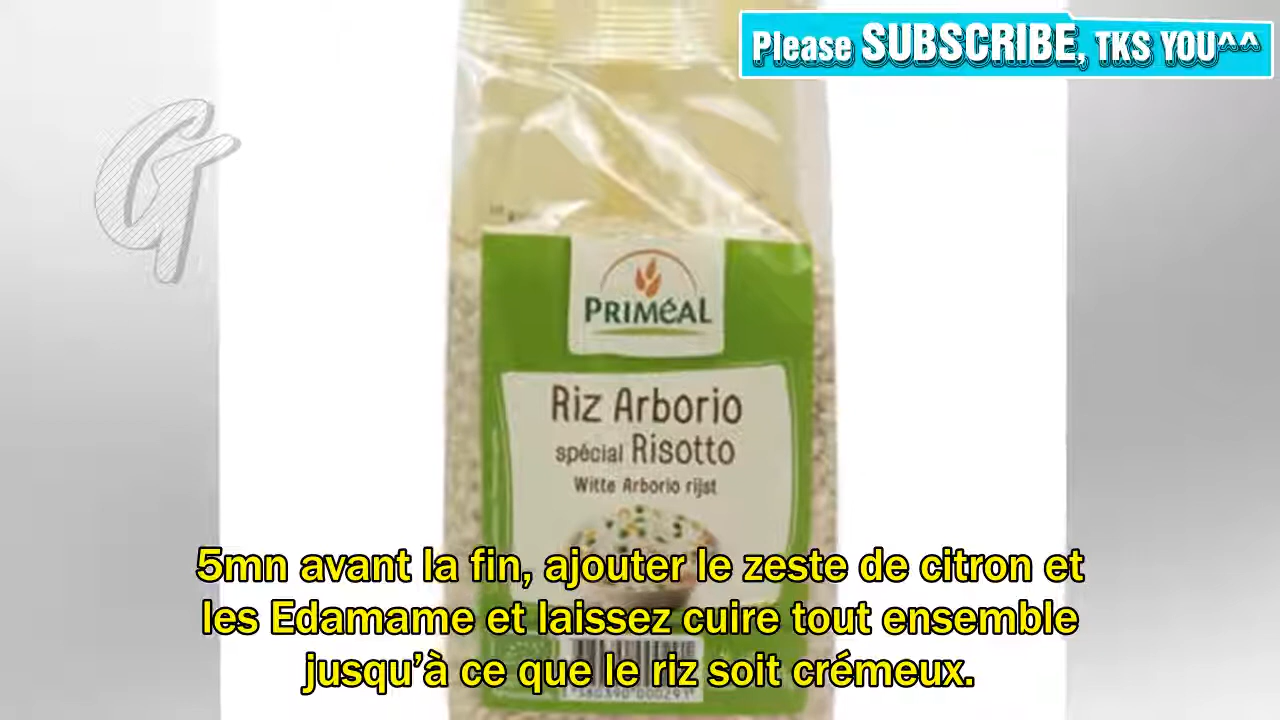 Please SUBSCRIBE, TKS YOU^^
G
PRIMéAL
Riz Arborio
spécial Risotto
Witte Arborio rijst
5mn avant la fin, ajouter le zeste de citron et
les Edamame et laissez cuire tout ensemble
jusqu’à ce que le riz soit crémeux.